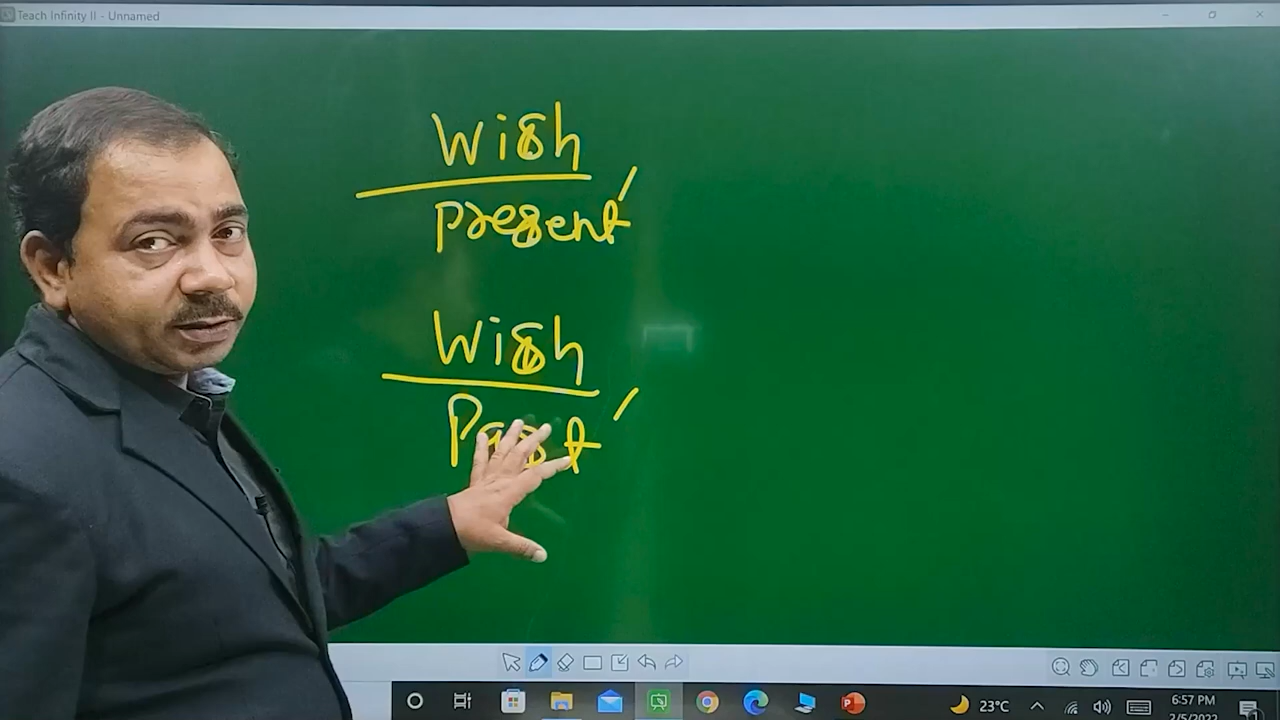 Teach Infinity II - Unnamed
Wish
present
Wish
Past
23°C
6:57 PM